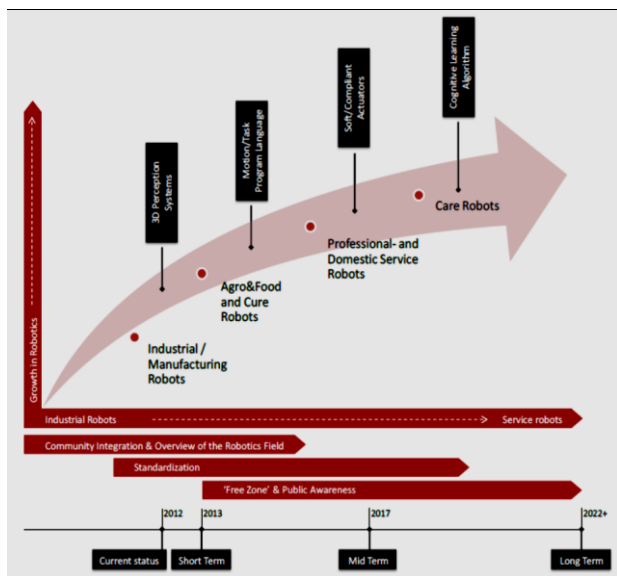 Cognitive Learning
Algorithm
Soft/Compliant
Actuators
Motion/Task
Program Language
3D Perception
Systems
Care Robots
Professional- and
Domestic Service
Robots
Agro&Food
and Cure
Robots
Industrial /
Manufacturing
Robots
Growth in Robotics
Industrial Robots
Service robots
Community Integration & Overview of the Robotics Field
Standardization
'Free Zone' & Public Awareness
2012
2013
2017
2022+
Current status
Short Term
Mid Term
Long Term